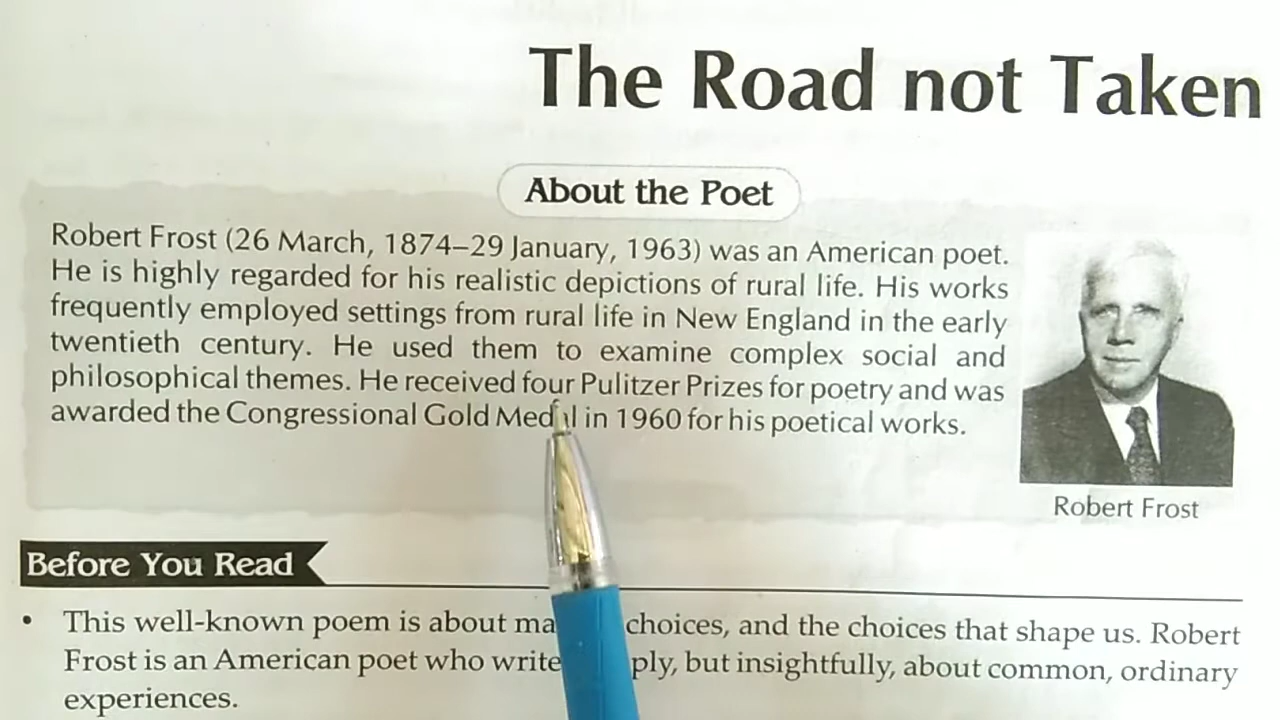 The Road not Taken
About the Poet
Robert Frost (26 March, 1874–29 January, 1963) was an American poet.
He is highly regarded for his realistic depictions of rural life. His works
frequently employed settings from rural life in New England in the early
twentieth century. He used them to examine complex social and
philosophical themes. He received four Pulitzer Prizes for poetry and was
awarded the Congressional Gold Medal in 1960 for his poetical works.
Robert Frost
Before You Read
• This well-known poem is about choices, and the choices that shape us. Robert
Frost is an American poet who but insightfully, about common, ordinary
experiences.